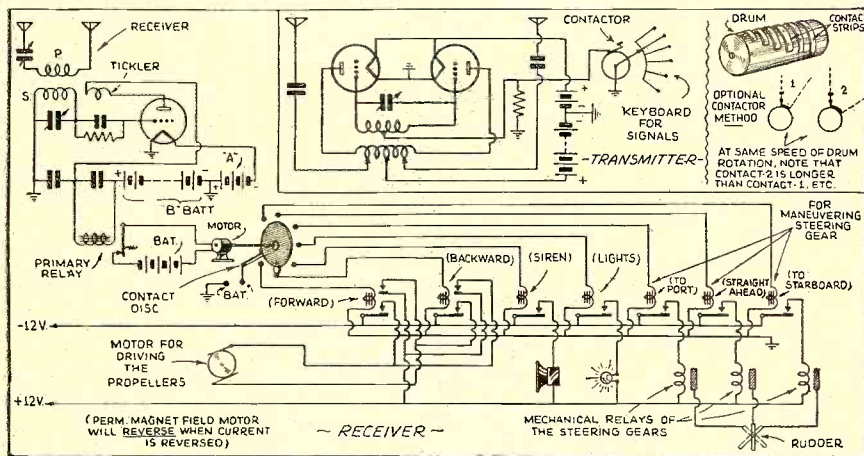 RECEIVER
P
TICKLER
S
"A"
+
-
+
-
"B" BATT
PRIMARY RELAY
BAT.
MOTOR
CONTACT
DISC
(BAT.)
CONTACTOR
KEYBOARD
FOR
SIGNALS
+
-
+
-
-TRANSMITTER-
DRUM
CONTACT
STRIPS
OPTIONAL
CONTACTOR
METHOD
1
2
AT SAME SPEED OF DRUM
ROTATION, NOTE THAT
CONTACT-2 IS LONGER
THAN CONTACT-1, ETC.
FOR
MANEUVERING
STEERING
GEAR
(FORWARD)
(BACKWARD)
(SIREN)
(LIGHTS)
(TO
PORT)
(STRAIGHT
AHEAD)
(TO
STARBOARD)
-12V.
MOTOR FOR
DRIVING
THE
PROPELLERS
+12V.
(PERM. MAGNET FIELD MOTOR
WILL REVERSE WHEN CURRENT
IS REVERSED)
~ RECEIVER ~
MECHANICAL RELAYS OF
THE STEERING GEARS
RUDDER